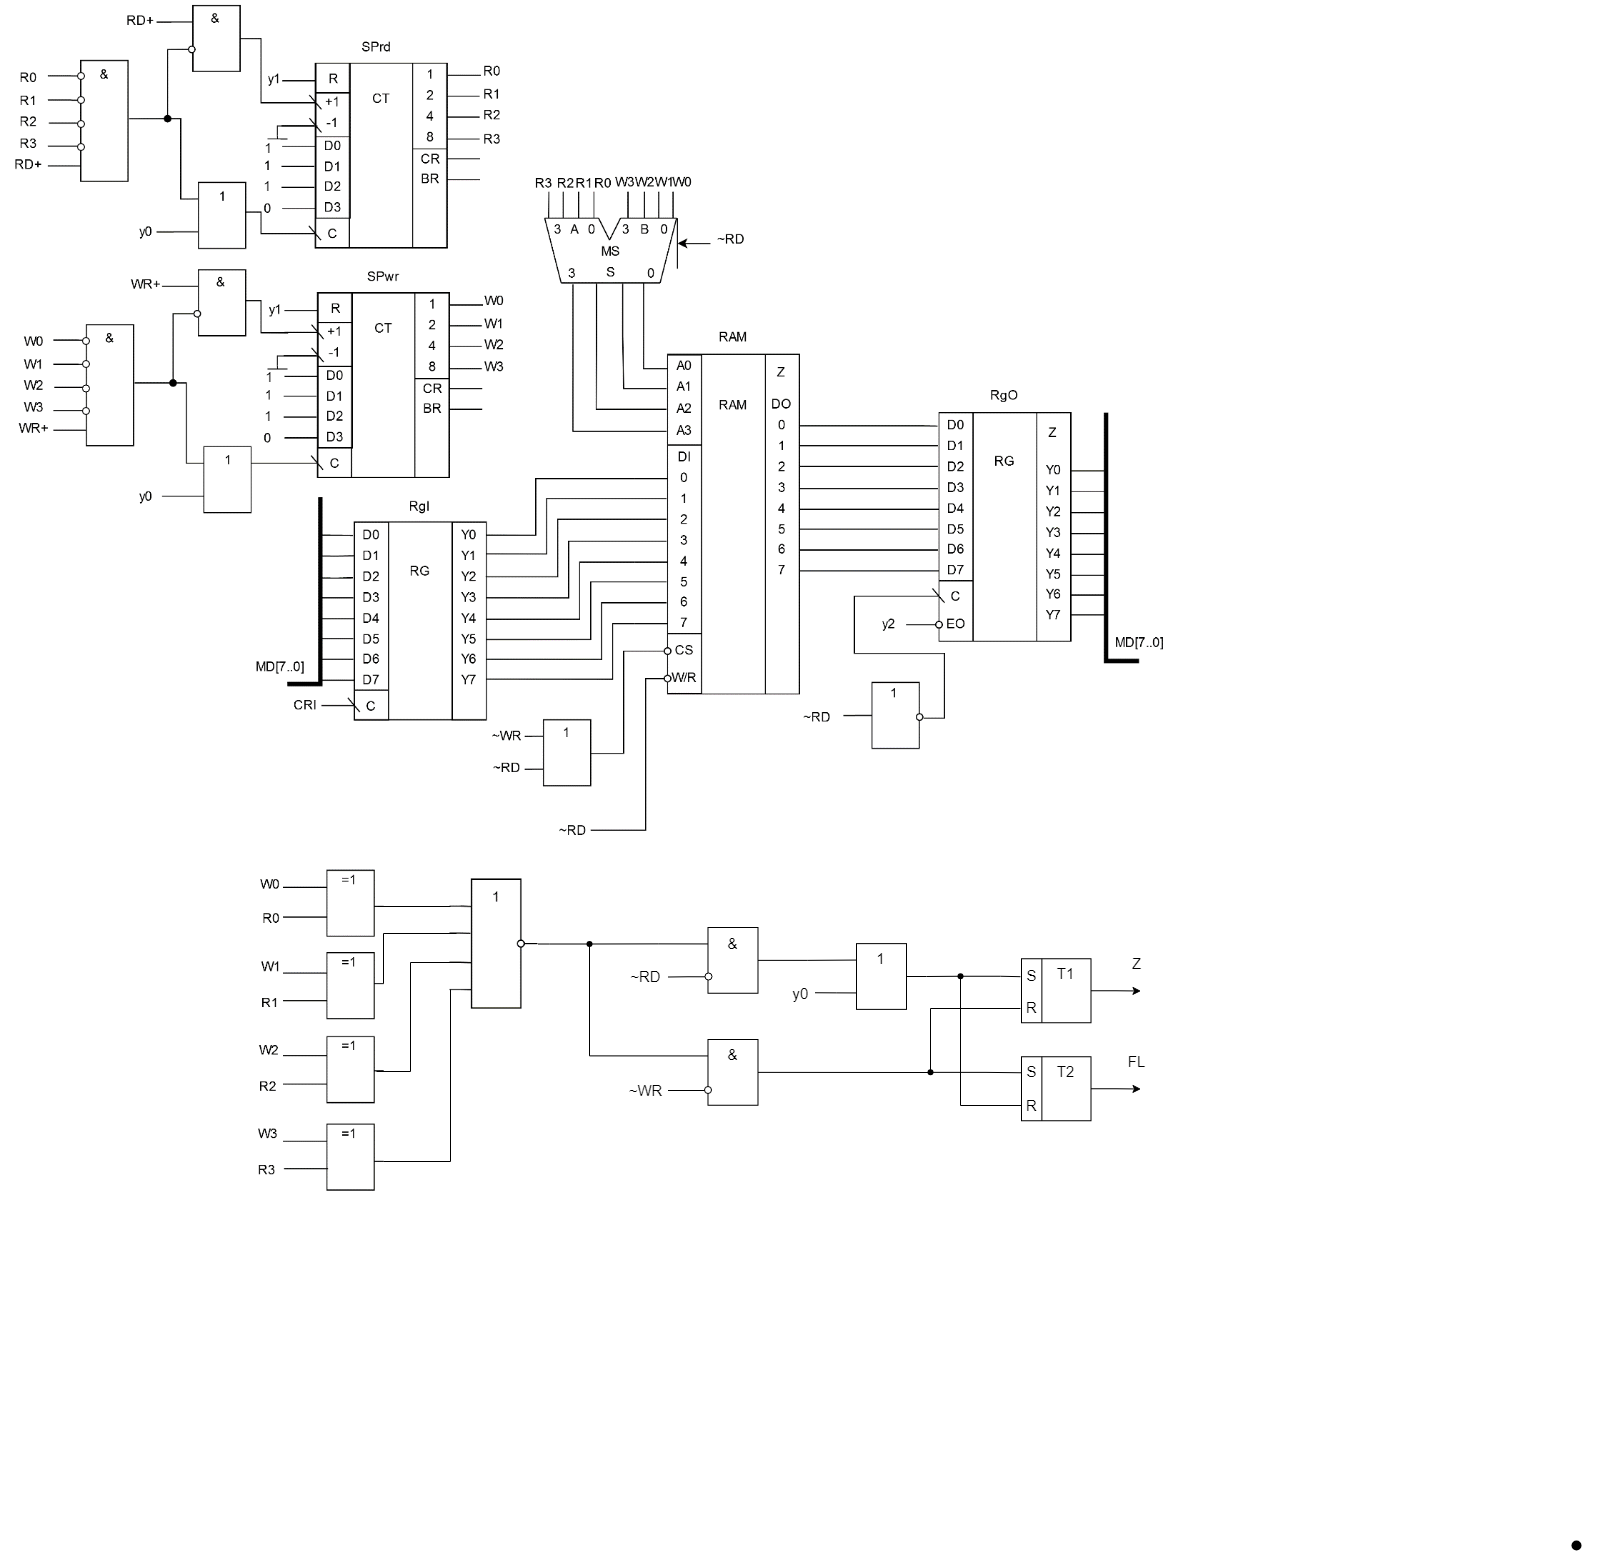 RD+
&
SPrd
R0
R1
R2
R3
RD+
&
y1
R
+1
-1
1
D0
1
D1
1
D2
0
D3
C
CT
1
2
4
8
CR
BR
R0
R1
R2
R3
1
y0
WR+
&
SPwr
W0
W1
W2
W3
WR+
&
y1
R
+1
-1
1
D0
1
D1
1
D2
0
D3
C
CT
1
2
4
8
CR
BR
W0
W1
W2
W3
1
y0
R3 R2 R1 R0 W3 W2 W1 W0
3 A 0 3 B 0
MS
3 S 0
~RD
RAM
A0
A1
A2
A3
DI
0
1
2
3
4
5
6
7
CS
W/R
RAM
Z
DO
0
1
2
3
4
5
6
7
RgO
D0
D1
D2
D3
D4
D5
D6
D7
C
EO
RG
Z
Y0
Y1
Y2
Y3
Y4
Y5
Y6
Y7
MD[7..0]
y2
~RD
1
RgI
D0
D1
D2
D3
D4
D5
D6
D7
C
RG
Y0
Y1
Y2
Y3
Y4
Y5
Y6
Y7
MD[7..0]
CRI
~WR
~RD
1
~RD
W0
R0
=1
W1
R1
=1
W2
R2
=1
W3
R3
=1
1
&
~RD
&
~WR
1
y0
S
R
T1
Z
S
R
T2
FL